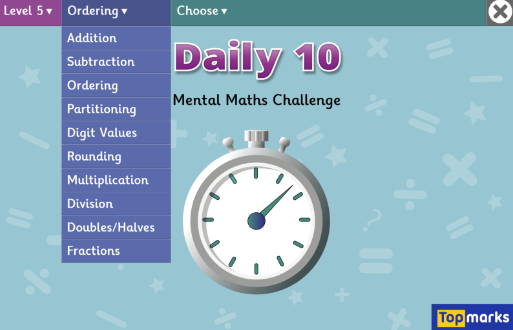 Level 5 ▾ Ordering ▾ Choose ▾
Addition
Subtraction
Ordering
Partitioning
Digit Values
Rounding
Multiplication
Division
Doubles/Halves
Fractions
Daily 10
Mental Maths Challenge
Topmarks